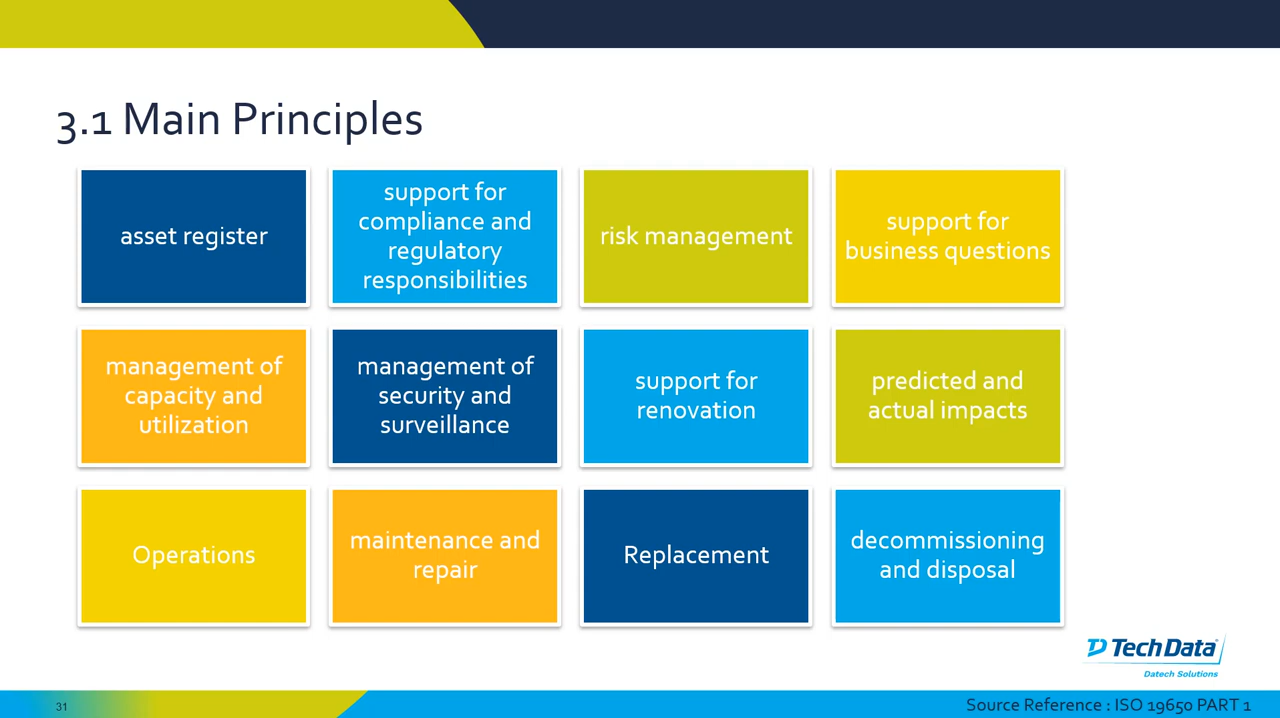 3.1 Main Principles
asset register
support for
compliance and
regulatory
responsibilities
risk management
support for
business questions
management of
capacity and
utilization
management of
security and
surveillance
support for
renovation
predicted and
actual impacts
Operations
maintenance and
repair
Replacement
decommissioning
and disposal
TechData
Datech Solutions
31
Source Reference : ISO 19650 PART 1